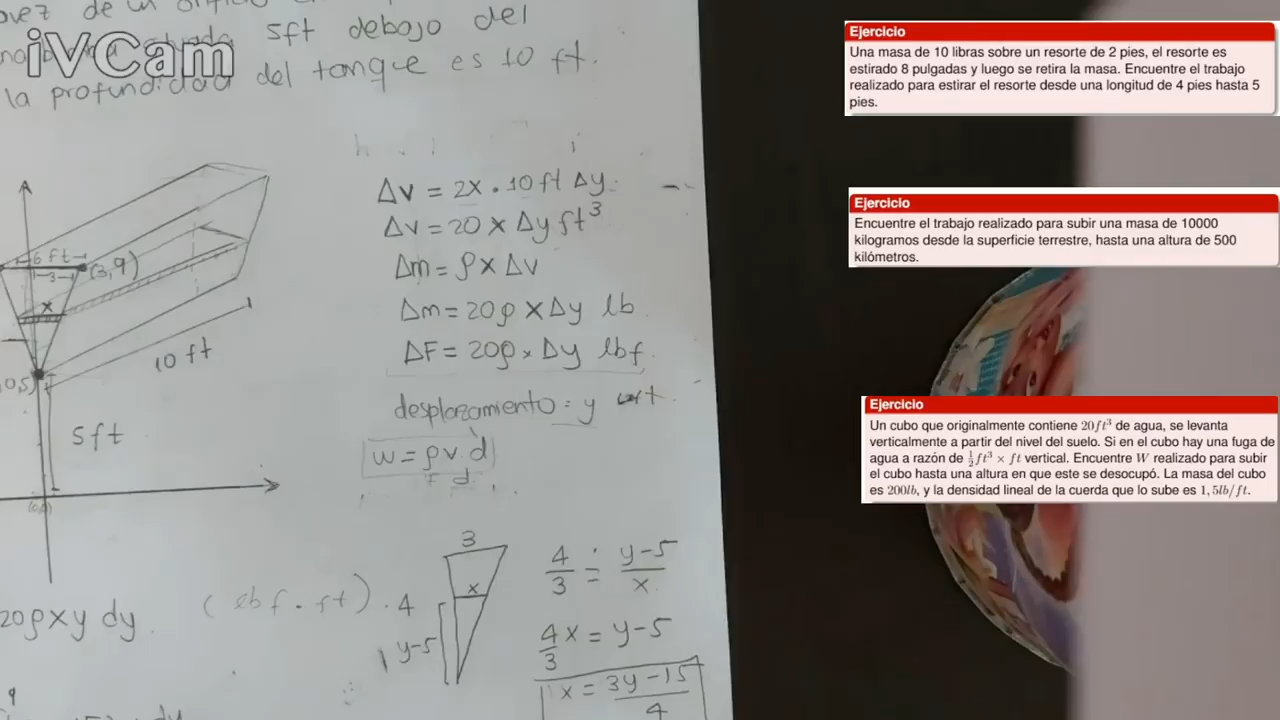 de un
5ft debajo del
iVCam
del tanque es 10 ft.
la profundidad
ΔV = 2X · 10 ft Δy
ΔV = 20 X Δy ft³
Δm = ρ X ΔV
Δm = 20ρ X Δy lb
ΔF = 20ρ x Δy lbf
desplazamiento = y
w = ρv.d
F d
6 ft
3
(3,9)
x
10 ft
5ft
(0,0)
20ρxy dy (lbf . ft) .
3
x
4
y-5
4/3 = y-5/x
4/3 x = y-5
x = 3y-15/4
9
Ejercicio
Una masa de 10 libras sobre un resorte de 2 pies, el resorte es
estirado 8 pulgadas y luego se retira la masa. Encuentre el trabajo
realizado para estirar el resorte desde una longitud de 4 pies hasta 5
pies.
Ejercicio
Encuentre el trabajo realizado para subir una masa de 10000
kilogramos desde la superficie terrestre, hasta una altura de 500
kilómetros.
Ejercicio
Un cubo que originalmente contiene 20ft³ de agua, se levanta
verticalmente a partir del nivel del suelo. Si en el cubo hay una fuga de
agua a razón de ½ft³ × ft vertical. Encuentre W realizado para subir
el cubo hasta una altura en que este se desocupó. La masa del cubo
es 200lb, y la densidad lineal de la cuerda que lo sube es 1,5lb/ft.